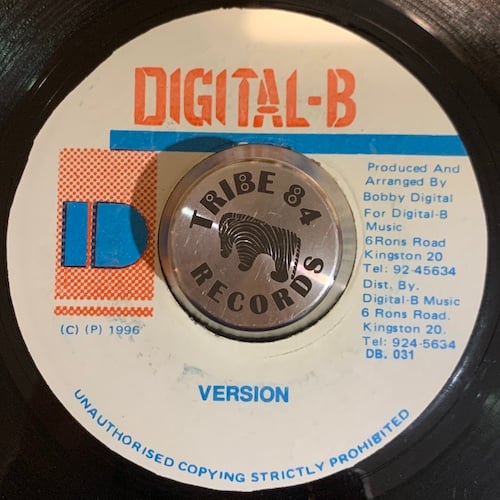 DIGITAL-B
TRIBE 84
RECORDS
Produced And
Arranged By
Bobby Digital
For Digital-B
Music
6 Rons Road
Kingston 20
Tel: 92-45634
Dist. By.
Digital-B Music
6 Rons Road.
Kingston 20.
Tel: 924-5634
DB. 031
D
(C) (P) 1996
VERSION
UNAUTHORISED COPYING STRICTLY PROHIBITED